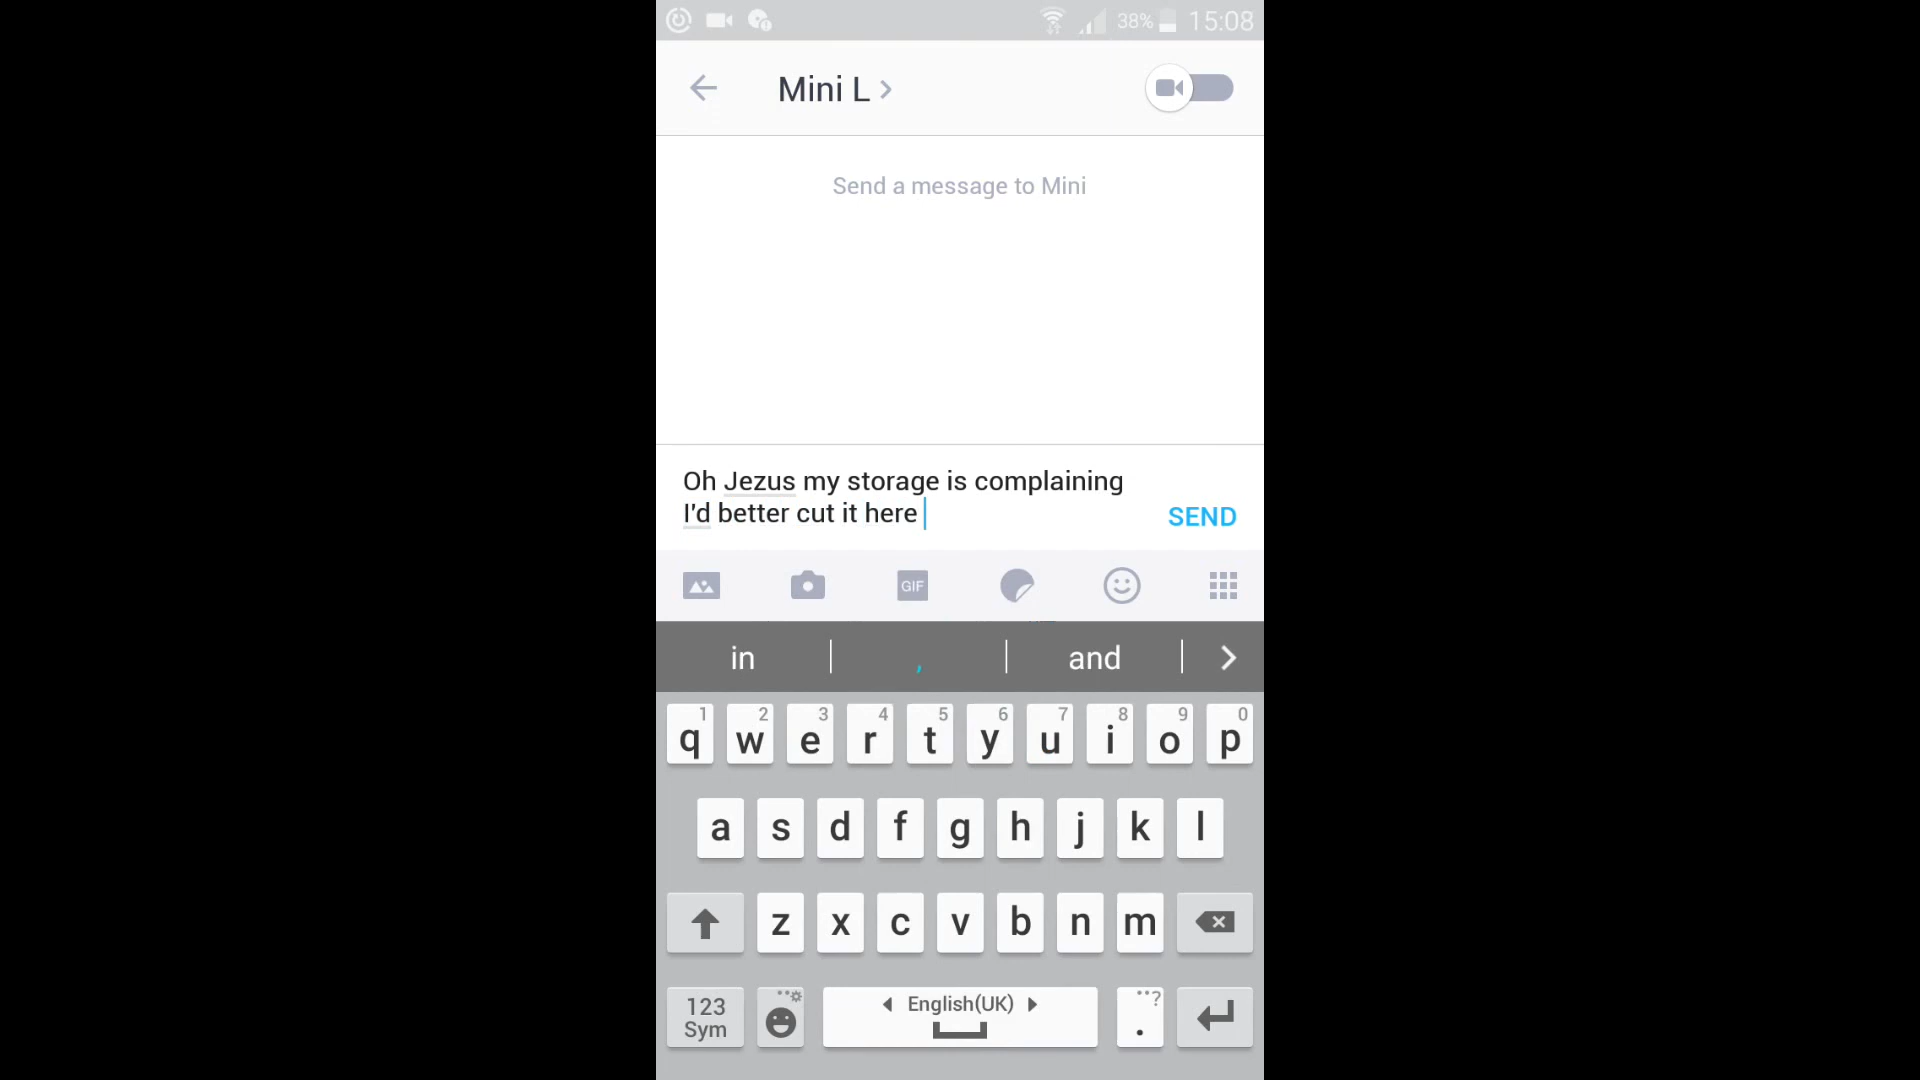 38% 15:08
Mini L
Send a message to Mini
Oh Jezus my storage is complaining
I'd better cut it here
SEND
GIF
in , and
1 2 3 4 5 6 7 8 9 0
q w e r t y u i o p
a s d f g h j k l
z x c v b n m
123 Sym English(UK) . ?